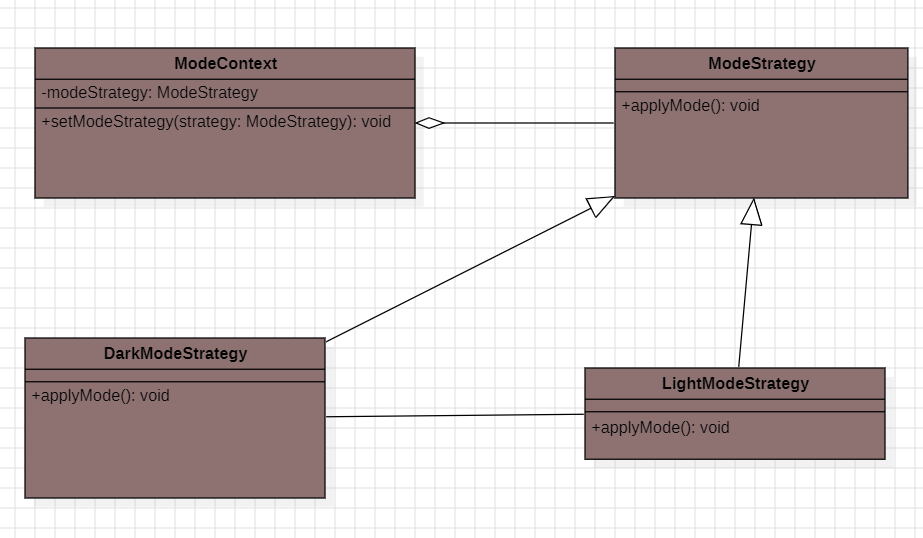 ModeContext
-modeStrategy: ModeStrategy
+setModeStrategy(strategy: ModeStrategy): void
ModeStrategy
+applyMode(): void
DarkModeStrategy
+applyMode(): void
LightModeStrategy
+applyMode(): void